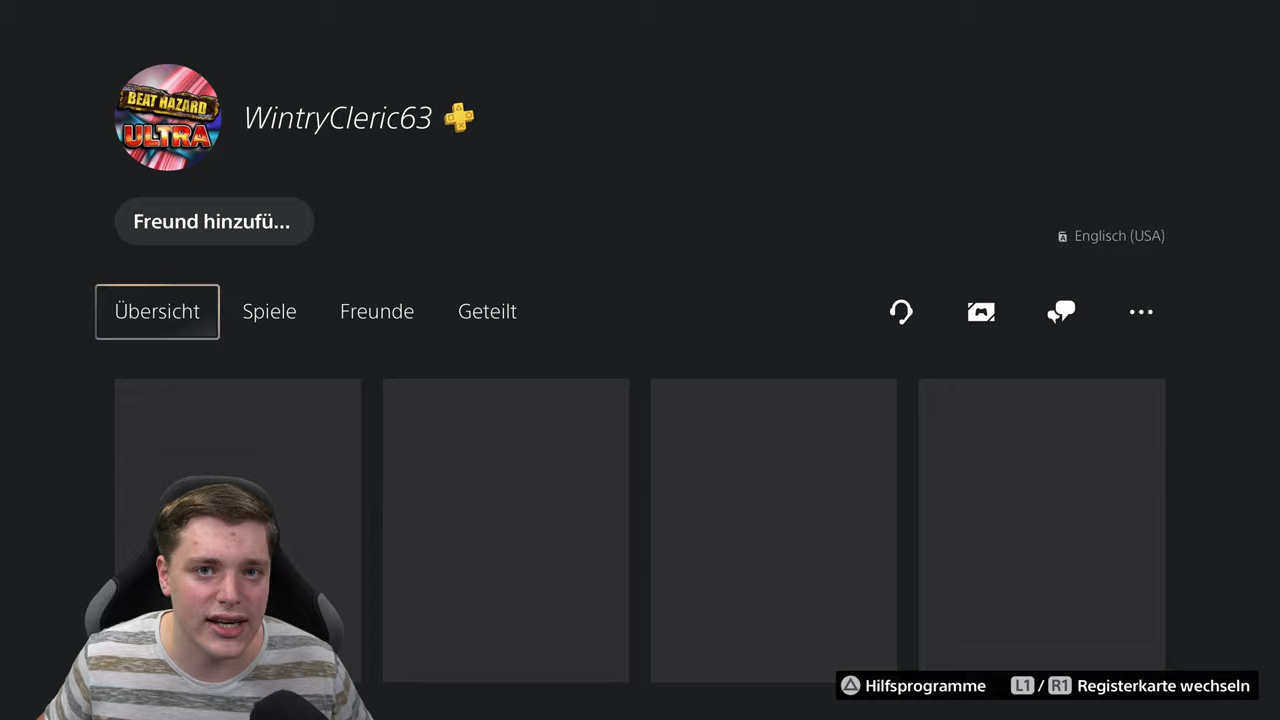 BEAT HAZARD
ULTRA
WintryCleric63
Freund hinzufü...
Englisch (USA)
Übersicht
Spiele
Freunde
Geteilt
Hilfsprogramme
L1 / R1 Registerkarte wechseln